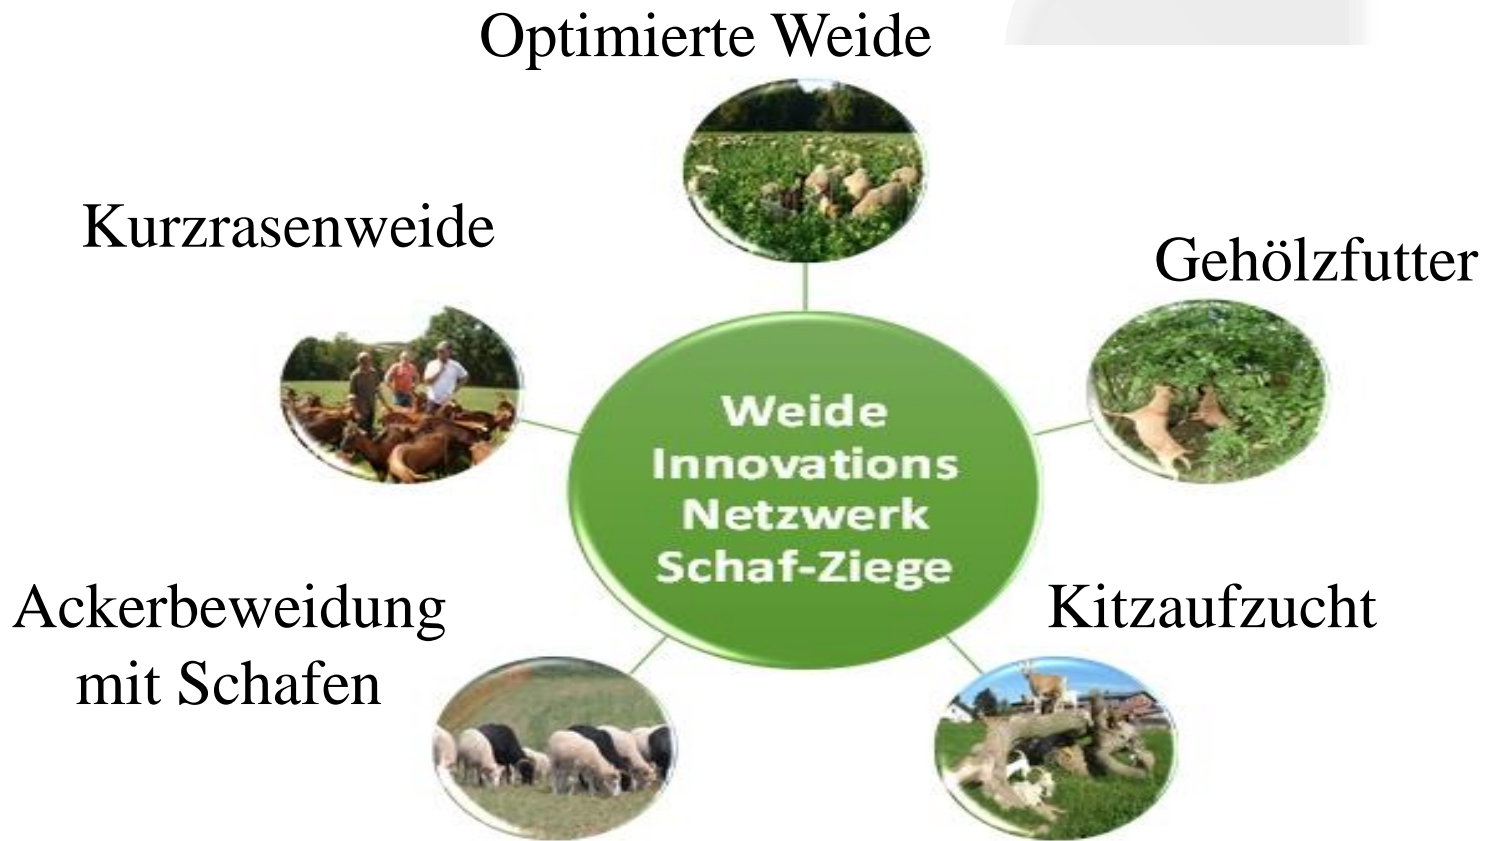 Optimierte Weide
Kurzrasenweide
Gehölzfutter
Weide
Innovations
Netzwerk
Schaf-Ziege
Ackerbeweidung
mit Schafen
Kitzaufzucht